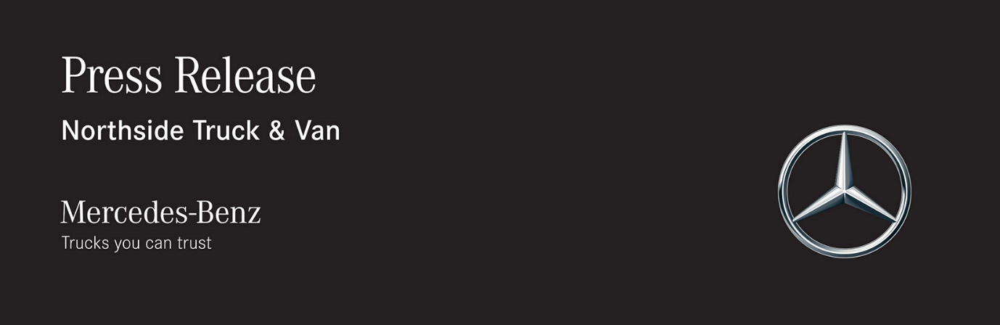 Press Release
Northside Truck & Van
Mercedes-Benz
Trucks you can trust